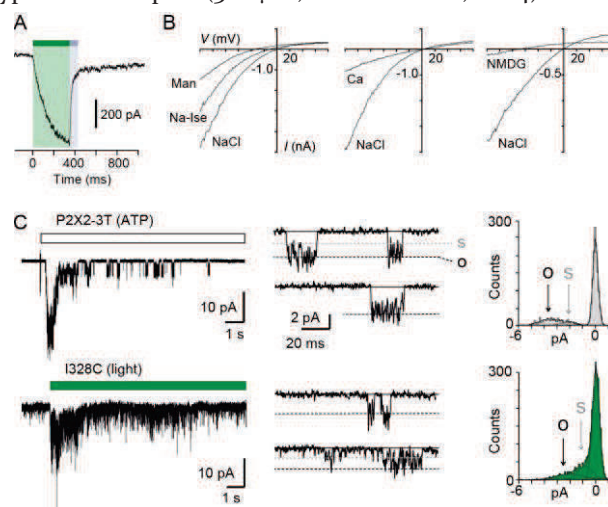 A
200 pA
0 400 800
Time (ms)
B
V (mV)
20
-1.0
Man
Na-Ise
NaCl
I (nA)
20
Ca
-1.0
NaCl
20
NMDG
-0.5
NaCl
C
P2X2-3T (ATP)
10 pA
1 s
S
O
2 pA
20 ms
300
Counts
O S
0
-6 pA 0
I328C (light)
10 pA
1 s
300
Counts
S
O
0
-6 pA 0